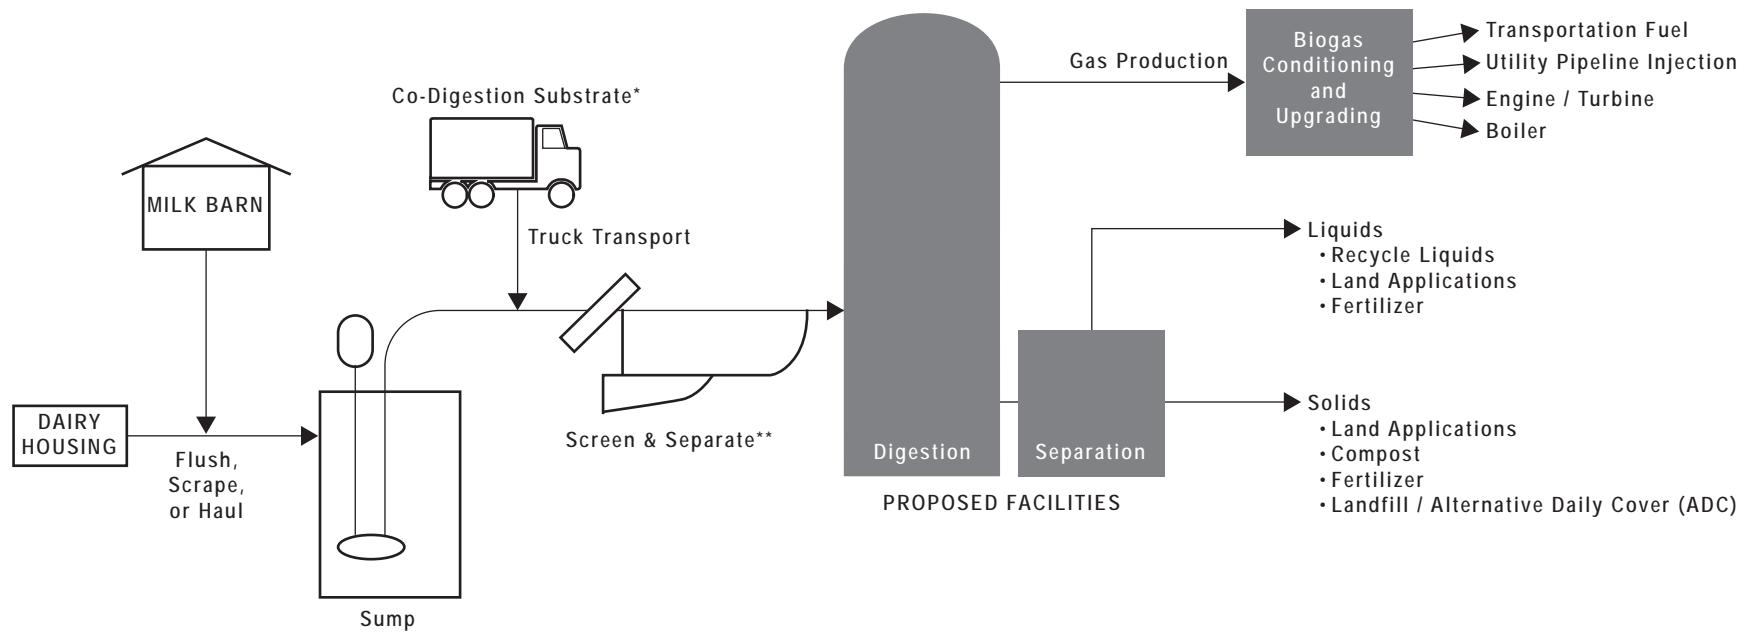 Co-Digestion Substrate*
MILK BARN
Truck Transport
DAIRY
HOUSING
Flush,
Scrape,
or Haul
Sump
Screen & Separate**
Digestion
Separation
PROPOSED FACILITIES
Gas Production
Biogas
Conditioning
and
Upgrading
Transportation Fuel
Utility Pipeline Injection
Engine / Turbine
Boiler
Liquids
• Recycle Liquids
• Land Applications
• Fertilizer
Solids
• Land Applications
• Compost
• Fertilizer
• Landfill / Alternative Daily Cover (ADC)